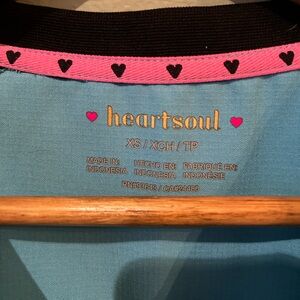 heartsoul
XS / XCH / TP
MADE IN: HECHO EN: FABRIQUÉ EN:
INDONESIA INDONESIA INDONÉSIE